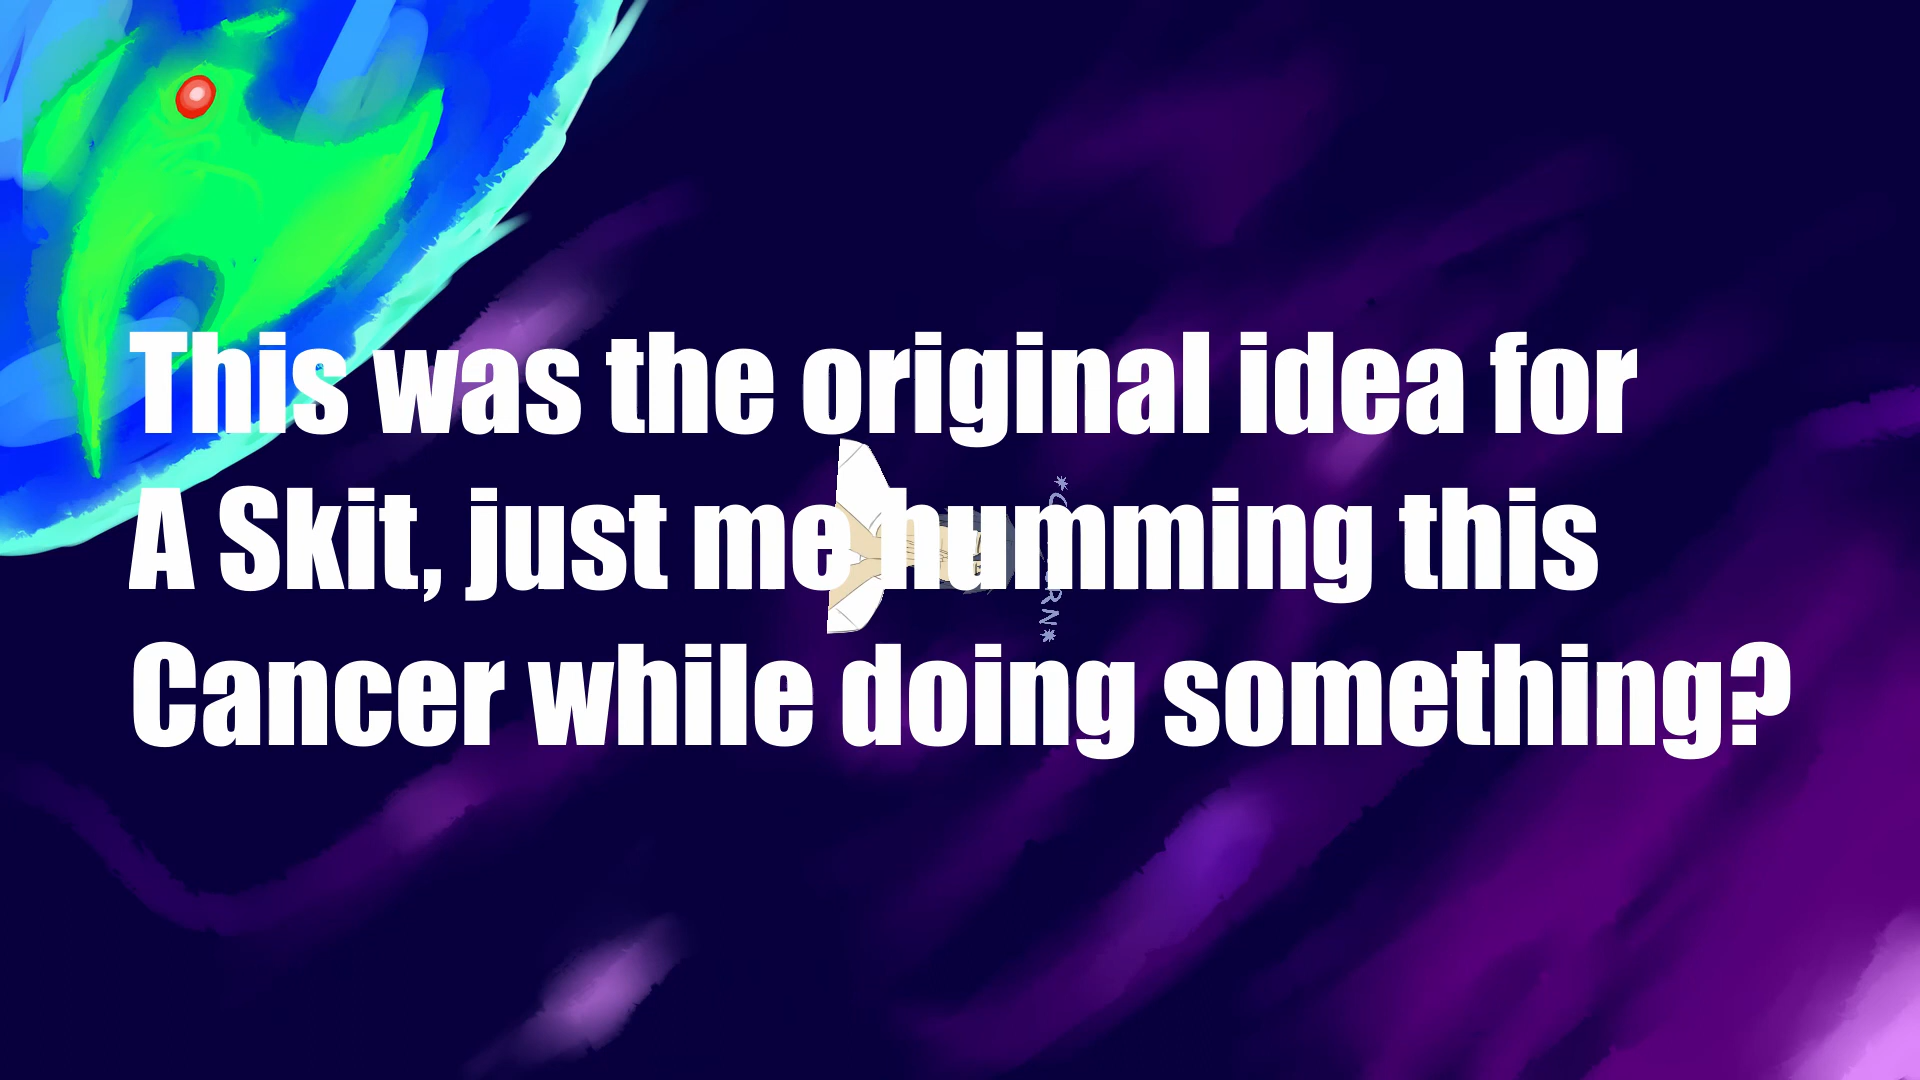 This was the original idea for
A Skit, just me humming this
Cancer while doing something?